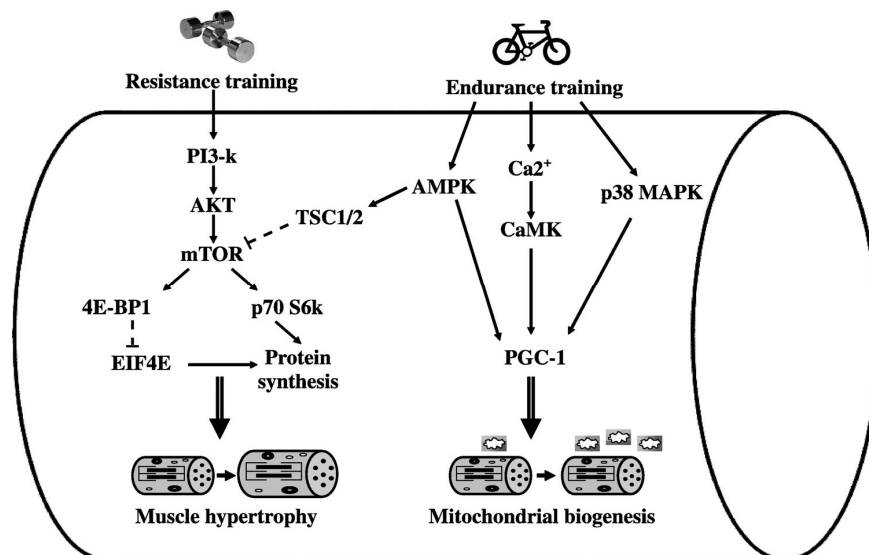 Resistance training
Endurance training
PI3-k
Ca2⁺
AMPK
p38 MAPK
AKT
TSC1/2
CaMK
mTOR
4E-BP1
p70 S6k
EIF4E
Protein
synthesis
PGC-1
Muscle hypertrophy
Mitochondrial biogenesis